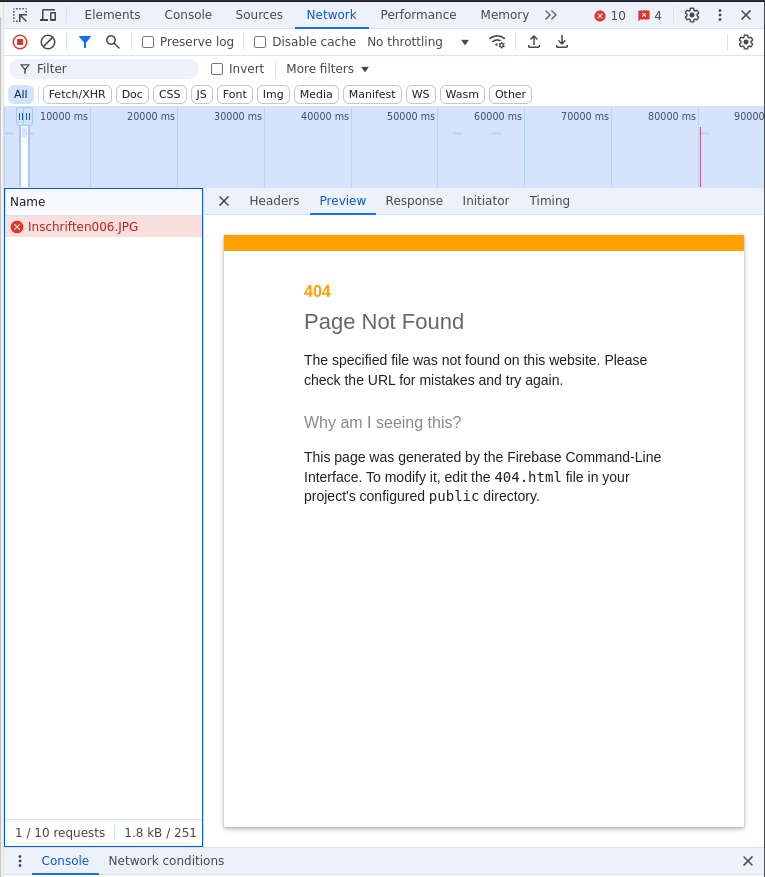 Elements Console Sources Network Performance Memory 10 4
Preserve log Disable cache No throttling
Filter Invert More filters
All Fetch/XHR Doc CSS JS Font Img Media Manifest WS Wasm Other
10000 ms 20000 ms 30000 ms 40000 ms 50000 ms 60000 ms 70000 ms 80000 ms 90000
Name
Headers Preview Response Initiator Timing
Inschriften006.JPG
404
Page Not Found
The specified file was not found on this website. Please
check the URL for mistakes and try again.
Why am I seeing this?
This page was generated by the Firebase Command-Line
Interface. To modify it, edit the 404.html file in your
project's configured public directory.
1 / 10 requests 1.8 kB / 251
Console Network conditions